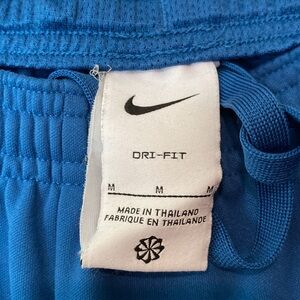 DRI-FIT
M M M
MADE IN THAILAND
FABRIQUE EN THAILANDE